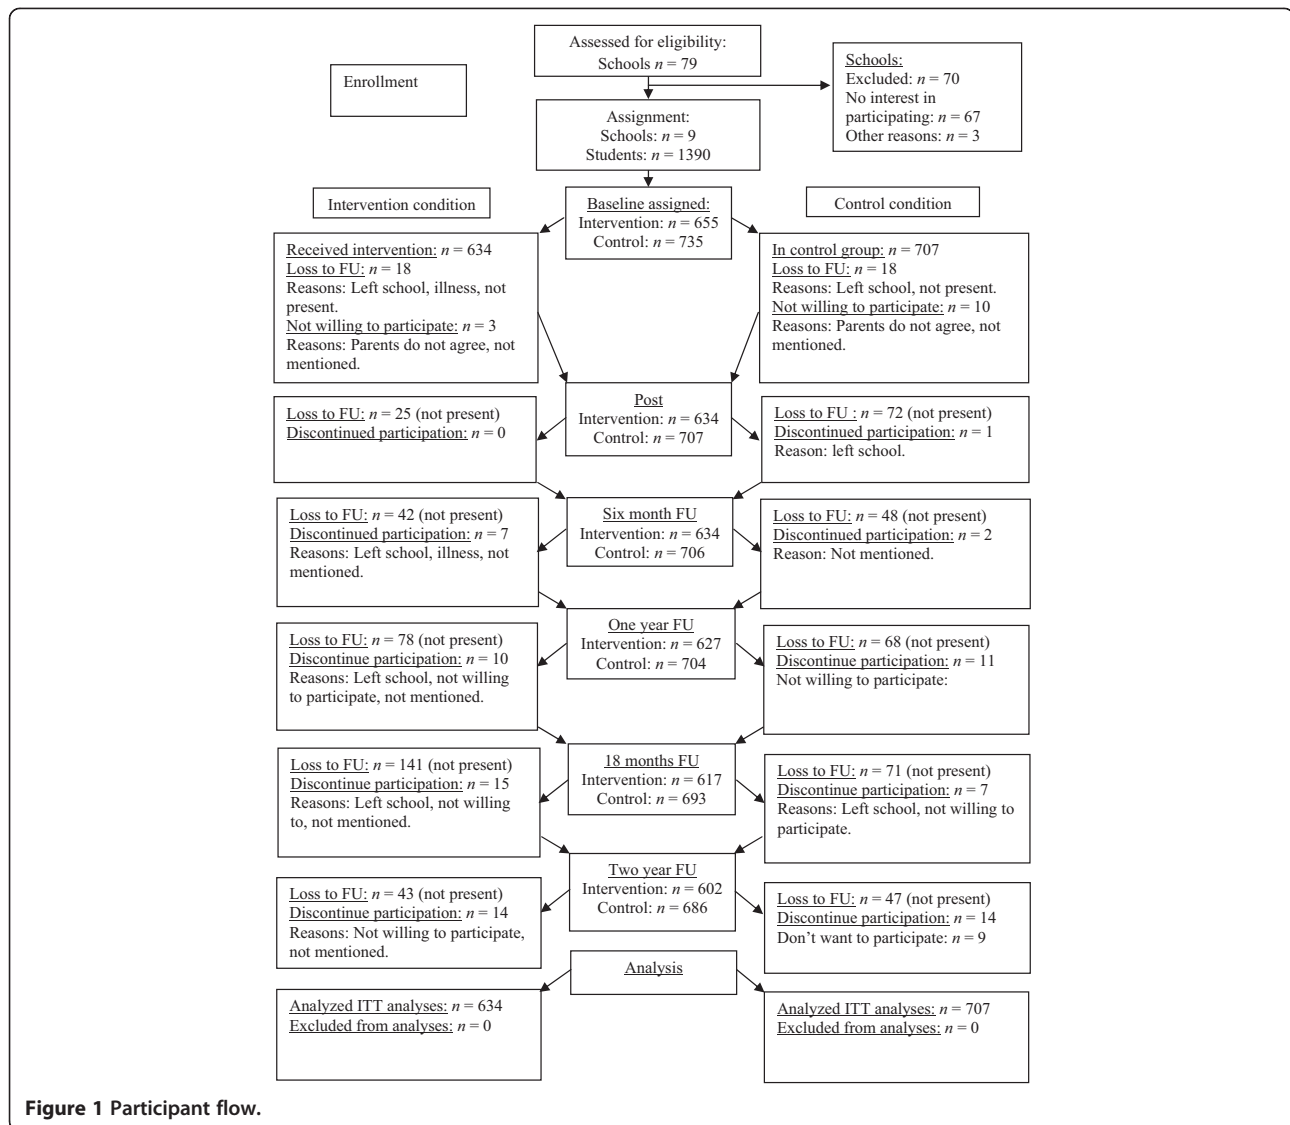 Assessed for eligibility:
Schools n = 79
Enrollment
Schools:
Excluded: n = 70
No interest in
participating: n = 67
Other reasons: n = 3
Assignment:
Schools: n = 9
Students: n = 1390
Intervention condition
Baseline assigned:
Intervention: n = 655
Control: n = 735
Control condition
Received intervention: n = 634
Loss to FU: n = 18
Reasons: Left school, illness, not
present.
Not willing to participate: n = 3
Reasons: Parents do not agree, not
mentioned.
In control group: n = 707
Loss to FU: n = 18
Reasons: Left school, not present.
Not willing to participate: n = 10
Reasons: Parents do not agree, not
mentioned.
Post
Intervention: n = 634
Control: n = 707
Loss to FU: n = 25 (not present)
Discontinued participation: n = 0
Loss to FU : n = 72 (not present)
Discontinued participation: n = 1
Reason: left school.
Six month FU
Intervention: n = 634
Control: n = 706
Loss to FU: n = 42 (not present)
Discontinued participation: n = 7
Reasons: Left school, illness, not
mentioned.
Loss to FU: n = 48 (not present)
Discontinued participation: n = 2
Reason: Not mentioned.
One year FU
Intervention: n = 627
Control: n = 704
Loss to FU: n = 78 (not present)
Discontinue participation: n = 10
Reasons: Left school, not willing
to participate, not mentioned.
Loss to FU: n = 68 (not present)
Discontinue participation: n = 11
Not willing to participate:
18 months FU
Intervention: n = 617
Control: n = 693
Loss to FU: n = 141 (not present)
Discontinue participation: n = 15
Reasons: Left school, not willing
to, not mentioned.
Loss to FU: n = 71 (not present)
Discontinue participation: n = 7
Reasons: Left school, not willing to
participate.
Two year FU
Intervention: n = 602
Control: n = 686
Loss to FU: n = 43 (not present)
Discontinue participation: n = 14
Reasons: Not willing to participate,
not mentioned.
Loss to FU: n = 47 (not present)
Discontinue participation: n = 14
Don't want to participate: n = 9
Analysis
Analyzed ITT analyses: n = 634
Excluded from analyses: n = 0
Analyzed ITT analyses: n = 707
Excluded from analyses: n = 0
Figure 1 Participant flow.